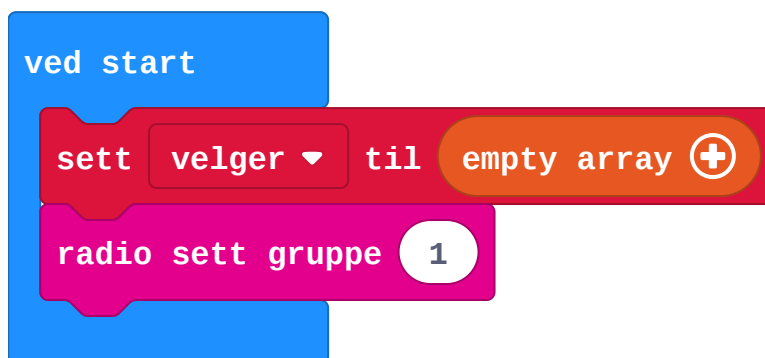 ved start
sett velger til empty array
radio sett gruppe 1